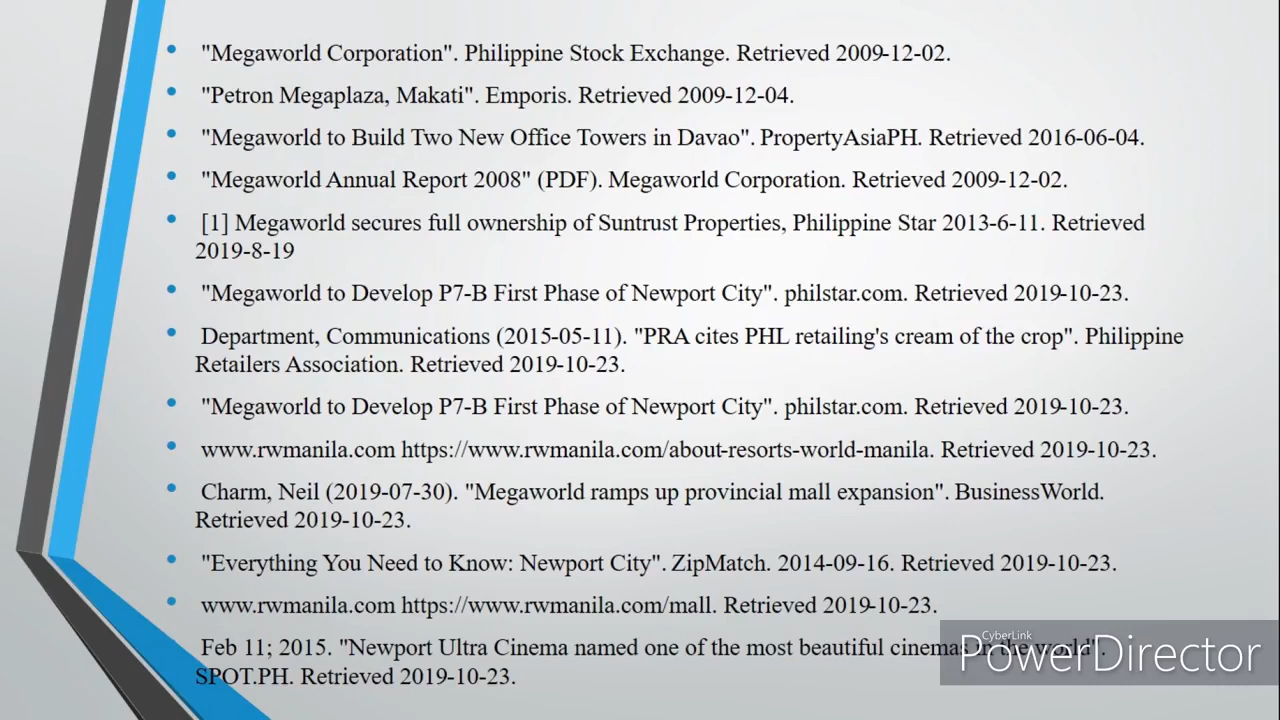 "Megaworld Corporation". Philippine Stock Exchange. Retrieved 2009-12-02.
"Petron Megaplaza, Makati". Emporis. Retrieved 2009-12-04.
"Megaworld to Build Two New Office Towers in Davao". PropertyAsiaPH. Retrieved 2016-06-04.
"Megaworld Annual Report 2008" (PDF). Megaworld Corporation. Retrieved 2009-12-02.
[1] Megaworld secures full ownership of Suntrust Properties, Philippine Star 2013-6-11. Retrieved
2019-8-19
"Megaworld to Develop P7-B First Phase of Newport City". philstar.com. Retrieved 2019-10-23.
Department, Communications (2015-05-11). "PRA cites PHL retailing's cream of the crop". Philippine
Retailers Association. Retrieved 2019-10-23.
"Megaworld to Develop P7-B First Phase of Newport City". philstar.com. Retrieved 2019-10-23.
www.rwmanila.com https://www.rwmanila.com/about-resorts-world-manila. Retrieved 2019-10-23.
Charm, Neil (2019-07-30). "Megaworld ramps up provincial mall expansion". BusinessWorld.
Retrieved 2019-10-23.
"Everything You Need to Know: Newport City". ZipMatch. 2014-09-16. Retrieved 2019-10-23.
www.rwmanila.com https://www.rwmanila.com/mall. Retrieved 2019-10-23.
Feb 11; 2015. "Newport Ultra Cinema named one of the most beautiful cinemas in the world".
SPOT.PH. Retrieved 2019-10-23.
CyberLink
PowerDirector